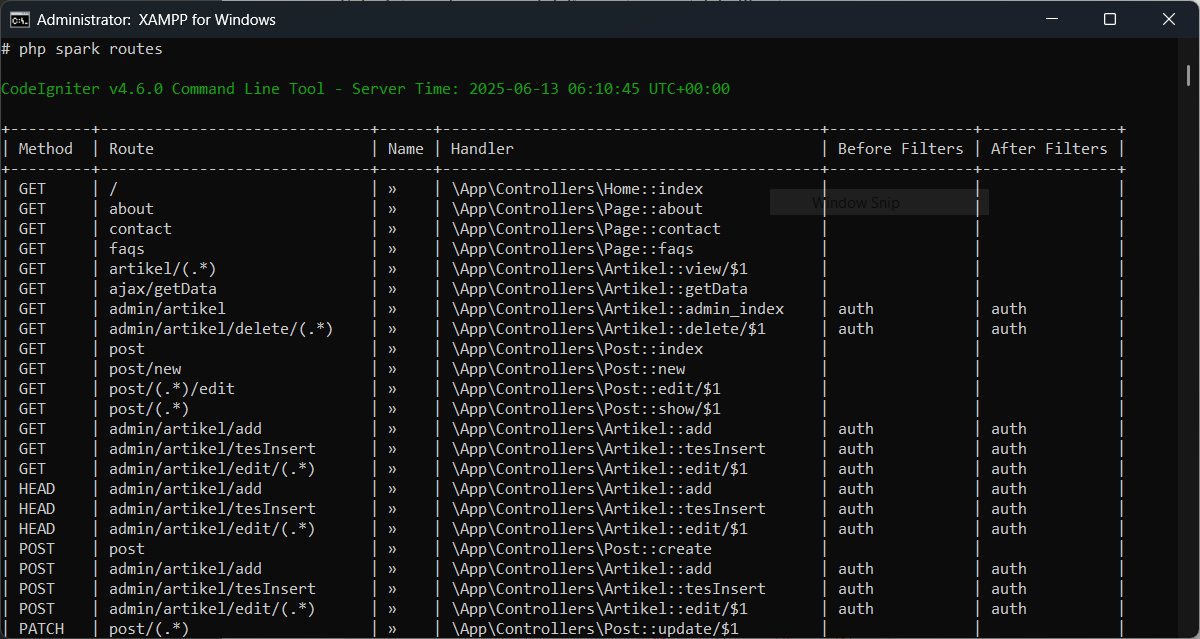 Administrator:  XAMPP for Windows
# php spark routes
CodeIgniter v4.6.0 Command Line Tool - Server Time: 2025-06-13 06:10:45 UTC+00:00
+---------+------------------------------+------+------------------------------------------+----------------+---------------+
| Method  | Route                        | Name | Handler                                  | Before Filters | After Filters |
+---------+------------------------------+------+------------------------------------------+----------------+---------------+
| GET     | /                            | »    | \App\Controllers\Home::index             |                |               |
Window Snip
| GET     | about                        | »    | \App\Controllers\Page::about             |                |               |
| GET     | contact                      | »    | \App\Controllers\Page::contact           |                |               |
| GET     | faqs                         | »    | \App\Controllers\Page::faqs              |                |               |
| GET     | artikel/(.*)                 | »    | \App\Controllers\Artikel::view/$1        |                |               |
| GET     | ajax/getData                 | »    | \App\Controllers\Artikel::getData        |                |               |
| GET     | admin/artikel                | »    | \App\Controllers\Artikel::admin_index    | auth           | auth          |
| GET     | admin/artikel/delete/(.*)    | »    | \App\Controllers\Artikel::delete/$1      | auth           | auth          |
| GET     | post                         | »    | \App\Controllers\Post::index             |                |               |
| GET     | post/new                     | »    | \App\Controllers\Post::new               |                |               |
| GET     | post/(.*)/edit               | »    | \App\Controllers\Post::edit/$1           |                |               |
| GET     | post/(.*)                    | »    | \App\Controllers\Post::show/$1           |                |               |
| GET     | admin/artikel/add            | »    | \App\Controllers\Artikel::add            | auth           | auth          |
| GET     | admin/artikel/tesInsert      | »    | \App\Controllers\Artikel::tesInsert      | auth           | auth          |
| GET     | admin/artikel/edit/(.*)      | »    | \App\Controllers\Artikel::edit/$1        | auth           | auth          |
| HEAD    | admin/artikel/add            | »    | \App\Controllers\Artikel::add            | auth           | auth          |
| HEAD    | admin/artikel/tesInsert      | »    | \App\Controllers\Artikel::tesInsert      | auth           | auth          |
| HEAD    | admin/artikel/edit/(.*)      | »    | \App\Controllers\Artikel::edit/$1        | auth           | auth          |
| POST    | post                         | »    | \App\Controllers\Post::create            |                |               |
| POST    | admin/artikel/add            | »    | \App\Controllers\Artikel::add            | auth           | auth          |
| POST    | admin/artikel/tesInsert      | »    | \App\Controllers\Artikel::tesInsert      | auth           | auth          |
| POST    | admin/artikel/edit/(.*)      | »    | \App\Controllers\Artikel::edit/$1        | auth           | auth          |
| PATCH   | post/(.*)                    | »    | \App\Controllers\Post::update/$1         |                |               |